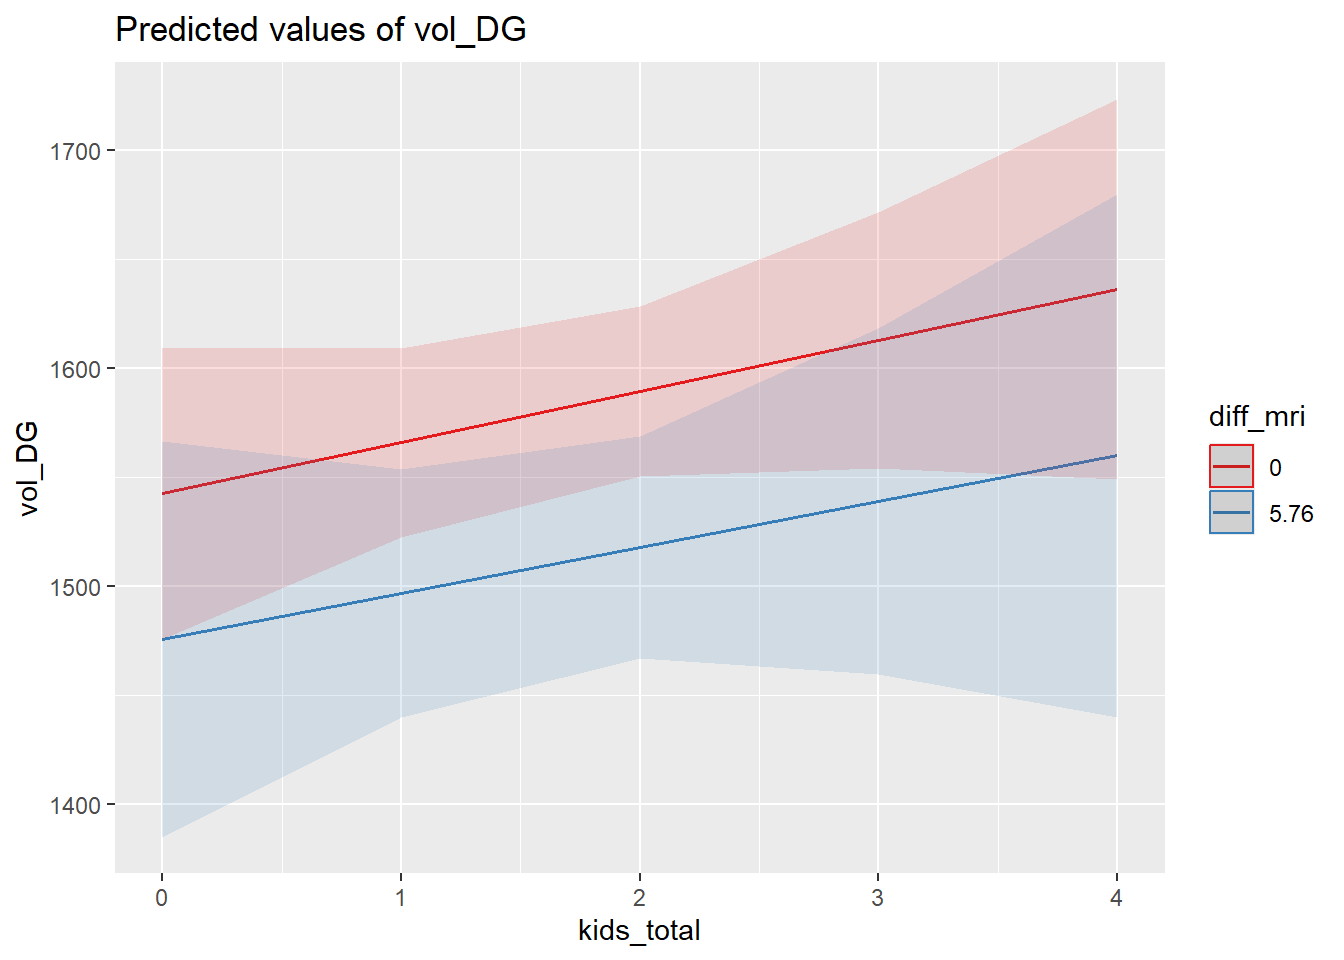 Predicted values of vol_DG
1700
1600
1500
1400
vol_DG
0
1
2
3
4
kids_total
diff_mri
0
5.76